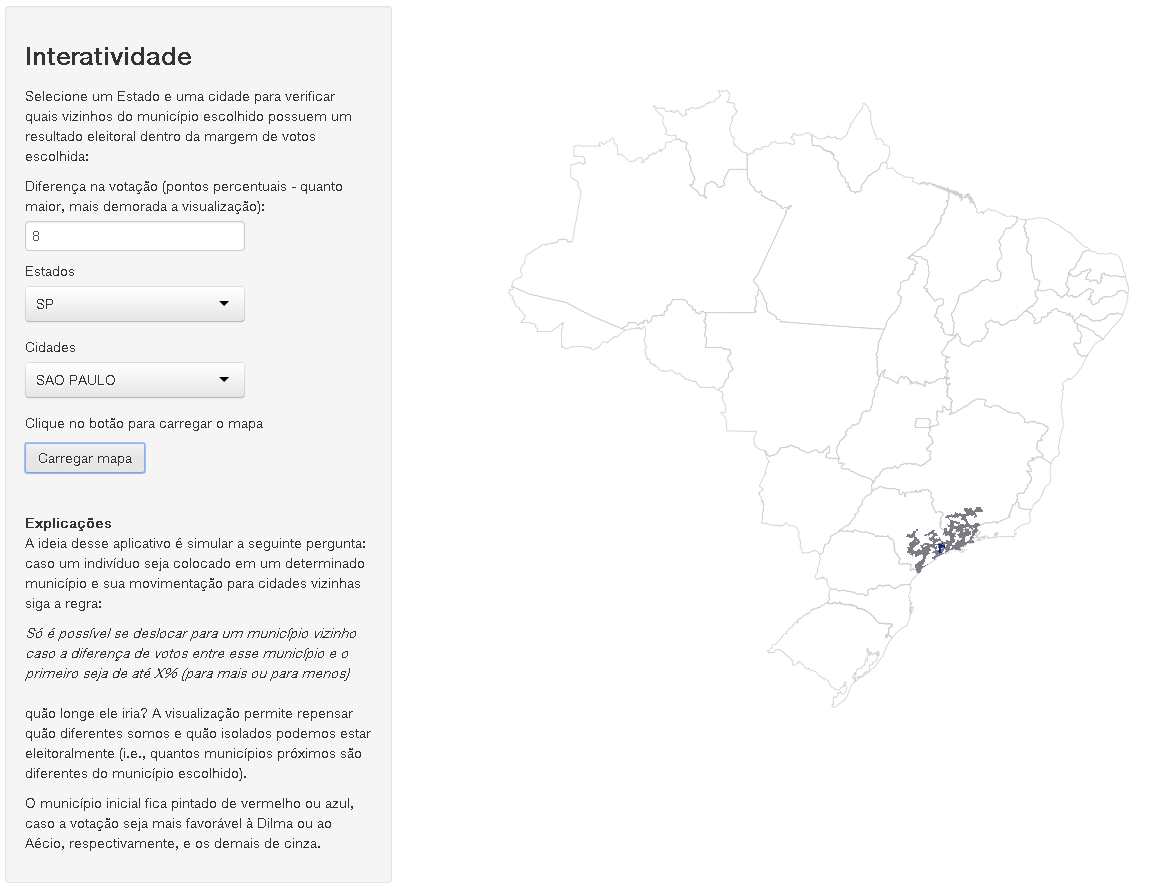 Interatividade
Selecione um Estado e uma cidade para verificar
quais vizinhos do município escolhido possuem um
resultado eleitoral dentro da margem de votos
escolhida:
Diferença na votação (pontos percentuais - quanto
maior, mais demorada a visualização):
8
Estados
SP
Cidades
SAO PAULO
Clique no botão para carregar o mapa
Carregar mapa
Explicações
A ideia desse aplicativo é simular a seguinte pergunta:
caso um indivíduo seja colocado em um determinado
município e sua movimentação para cidades vizinhas
siga a regra:
Só é possível se deslocar para um município vizinho
caso a diferença de votos entre esse município e o
primeiro seja de até X% (para mais ou para menos)
quão longe ele iria? A visualização permite repensar
quão diferentes somos e quão isolados podemos estar
eleitoralmente (i.e., quantos municípios próximos são
diferentes do município escolhido).
O município inicial fica pintado de vermelho ou azul,
caso a votação seja mais favorável à Dilma ou ao
Aécio, respectivamente, e os demais de cinza.